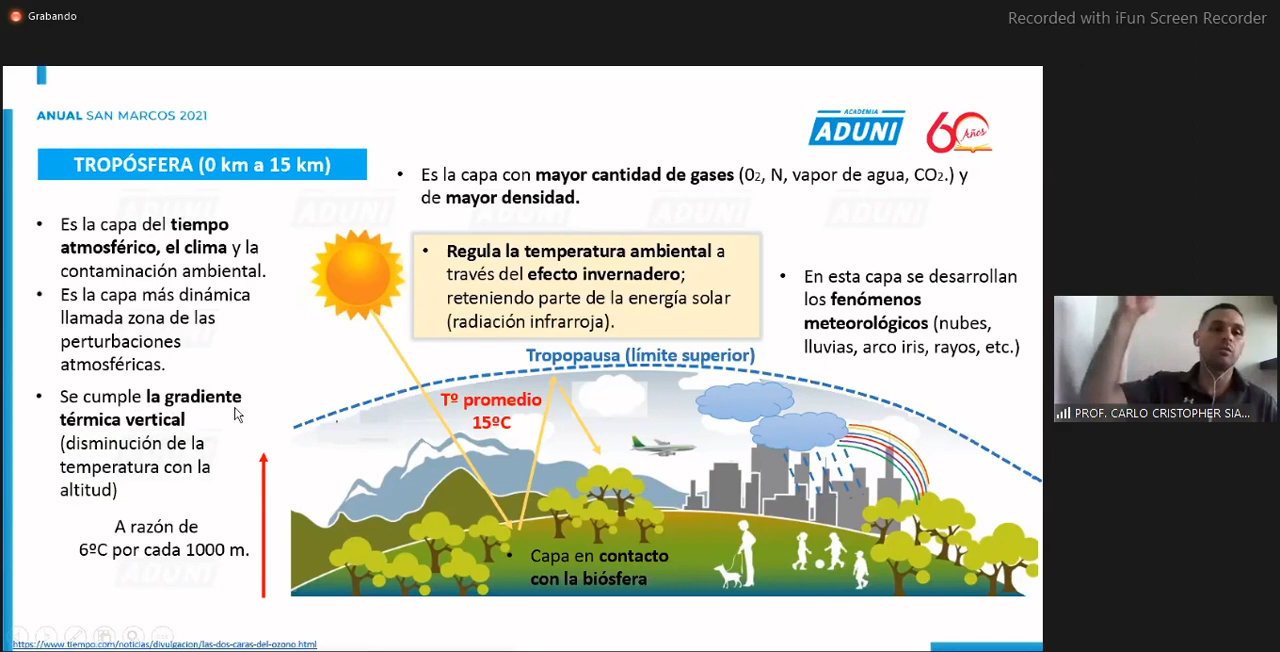 Grabando
Recorded with iFun Screen Recorder
ANUAL SAN MARCOS 2021
ACADEMIA
ADUNI
60 Años
TROPÓSFERA (0 km a 15 km)
• Es la capa con mayor cantidad de gases (02, N, vapor de agua, CO2.) y
de mayor densidad.
• Es la capa del tiempo
atmosférico, el clima y la
contaminación ambiental.
• Es la capa más dinámica
llamada zona de las
perturbaciones
atmosféricas.
• Se cumple la gradiente
térmica vertical
(disminución de la
temperatura con la
altitud)
A razón de
6ºC por cada 1000 m.
• Regula la temperatura ambiental a
través del efecto invernadero;
reteniendo parte de la energía solar
(radiación infrarroja).
• En esta capa se desarrollan
los fenómenos
meteorológicos (nubes,
lluvias, arco iris, rayos, etc.)
Tropopausa (límite superior)
Tº promedio
15ºC
• Capa en contacto
con la biósfera
PROF. CARLO CRISTOPHER SIA...
https://www.tiempo.com/noticias/divulgacion/las-dos-caras-del-ozono.html
ADUNI
ADUNI
ADUNI
ADUNI
ADUNI
ADUNI